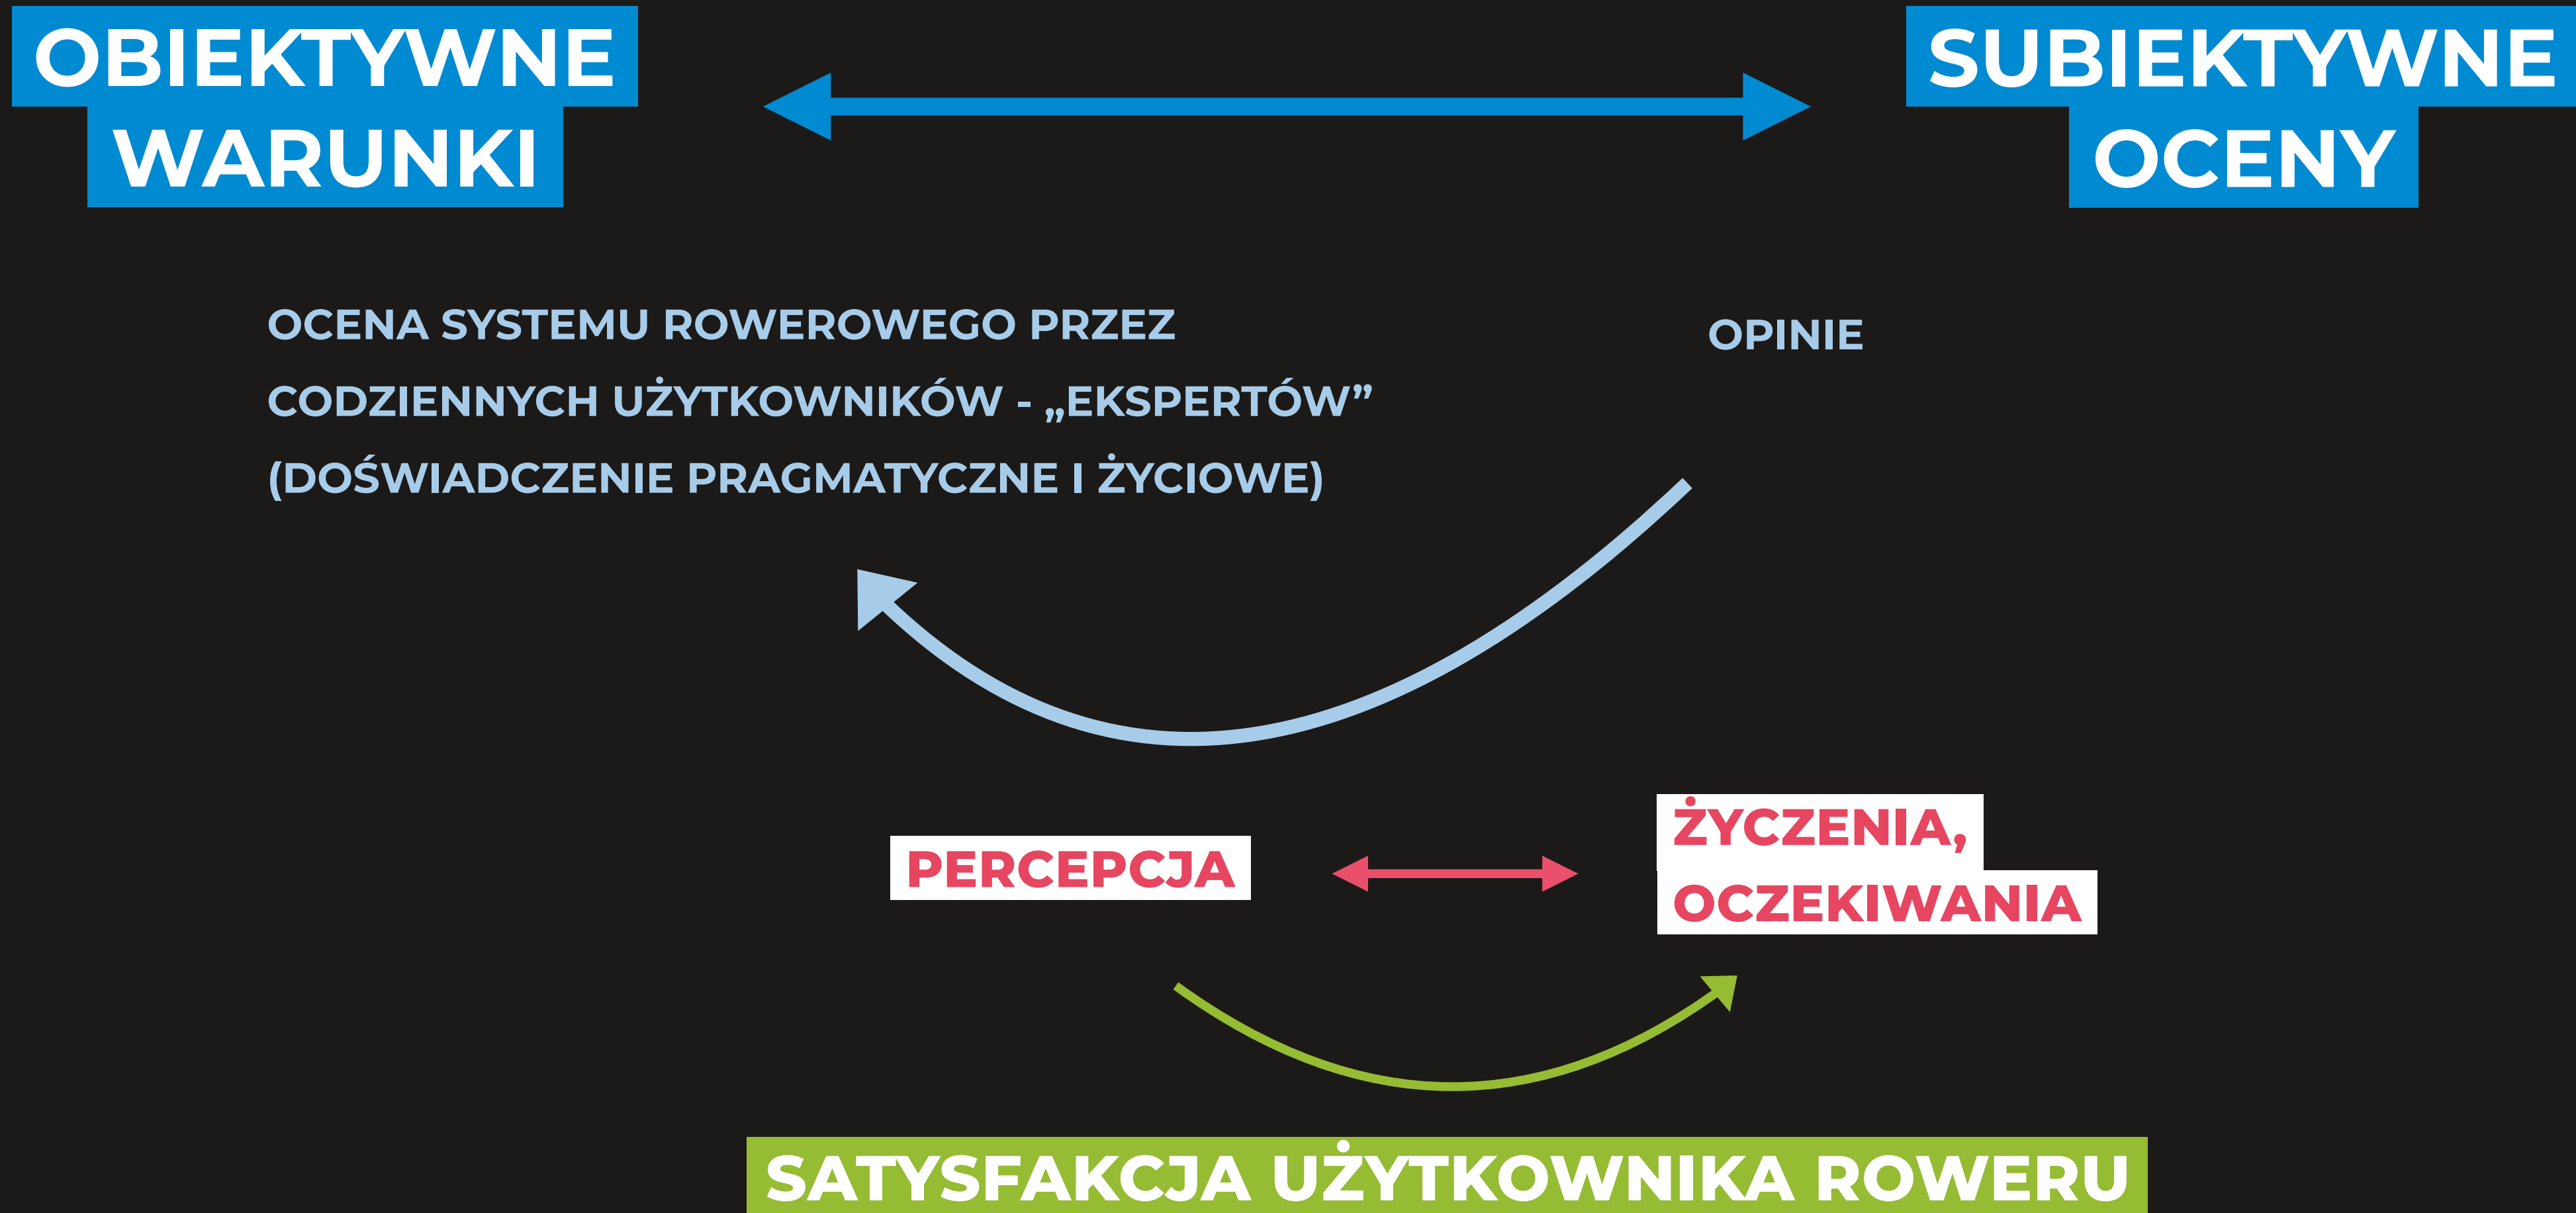 OBIEKTYWNE
WARUNKI
SUBIEKTYWNE
OCENY
OCENA SYSTEMU ROWEROWEGO PRZEZ
CODZIENNYCH UŻYTKOWNIKÓW - „EKSPERTÓW”
(DOŚWIADCZENIE PRAGMATYCZNE I ŻYCIOWE)
OPINIE
PERCEPCJA
ŻYCZENIA,
OCZEKIWANIA
SATYSFAKCJA UŻYTKOWNIKA ROWERU